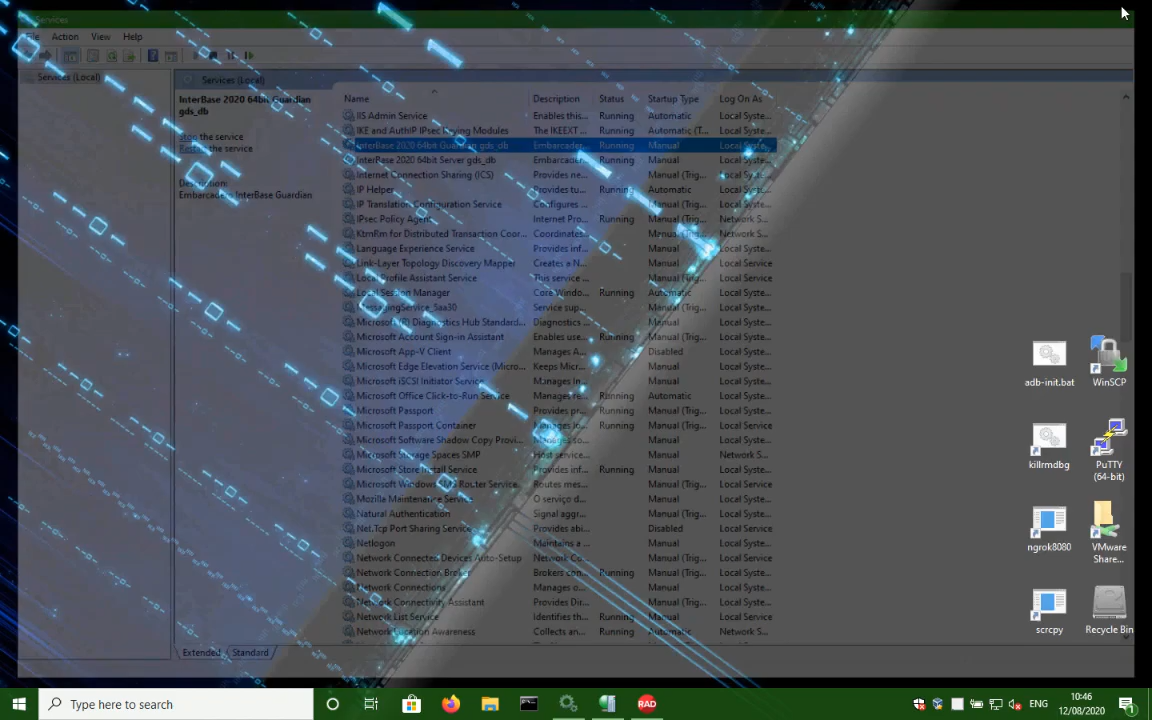 Services
File Action View Help
Services (Local)
Services (Local)
InterBase 2020 64bit Guardian
gds_db
Stop the service
Restart the service
Description:
Embarcadero InterBase Guardian
Name Description Status Startup Type Log On As
IIS Admin Service Enables this... Running Automatic Local Syste...
IKE and AuthIP IPsec Keying Modules The IKEEXT ... Running Automatic (T... Local Syste...
InterBase 2020 64bit Guardian gds_db Embarcader... Running Manual Local Syste...
InterBase 2020 64bit Server gds_db Embarcader... Running Manual Local Syste...
Internet Connection Sharing (ICS) Provides ne... Manual (Trig... Local Syste...
IP Helper Provides tu... Running Automatic Local Syste...
IP Translation Configuration Service Configures ... Manual (Trig... Local Syste...
IPsec Policy Agent Internet Pro... Running Manual (Trig... Network S...
KtmRm for Distributed Transaction Coor... Coordinates... Manual (Trig... Network S...
Language Experience Service Provides inf... Manual Local Syste...
Link-Layer Topology Discovery Mapper Creates a N... Manual Local Service
Local Profile Assistant Service This service ... Manual (Trig... Local Service
Local Session Manager Core Windo... Running Automatic Local Syste...
MessagingService_5aa30 Service sup... Manual (Trig... Local Syste...
Microsoft (R) Diagnostics Hub Standard... Diagnostics ... Manual Local Syste...
Microsoft Account Sign-in Assistant Enables use... Running Manual (Trig... Local Syste...
Microsoft App-V Client Manages A... Disabled Local Syste...
Microsoft Edge Elevation Service (Micro... Keeps Micr... Manual Local Syste...
Microsoft iSCSI Initiator Service Manages In... Manual Local Syste...
Microsoft Office Click-to-Run Service Manages re... Running Automatic Local Syste...
Microsoft Passport Provides pr... Running Manual (Trig... Local Syste...
Microsoft Passport Container Manages lo... Running Manual (Trig... Local Service
Microsoft Software Shadow Copy Provi... Manages so... Manual Local Syste...
Microsoft Storage Spaces SMP Host service... Manual Network S...
Microsoft Store Install Service Provides inf... Running Manual Local Syste...
Microsoft Windows SMS Router Service. Routes mes... Manual (Trig... Local Service
Mozilla Maintenance Service O serviço d... Manual Local Syste...
Natural Authentication Signal aggr... Manual (Trig... Local Syste...
Net.Tcp Port Sharing Service Provides abi... Disabled Local Service
Netlogon Maintains a ... Manual Local Syste...
Network Connected Devices Auto-Setup Network Co... Manual (Trig... Local Service
Network Connection Broker Brokers con... Running Manual (Trig... Local Syste...
Network Connections Manages o... Manual Local Syste...
Network Connectivity Assistant Provides Dir... Manual (Trig... Local Syste...
Network List Service Identifies th... Running Manual Local Service
Network Location Awareness Collects an... Running Automatic Network S...
Extended Standard
adb-init.bat WinSCP
killrmdbg PuTTY
(64-bit)
ngrok8080 VMware
Share...
scrcpy Recycle Bin
Type here to search
RAD
ENG
10:46
12/08/2020
1